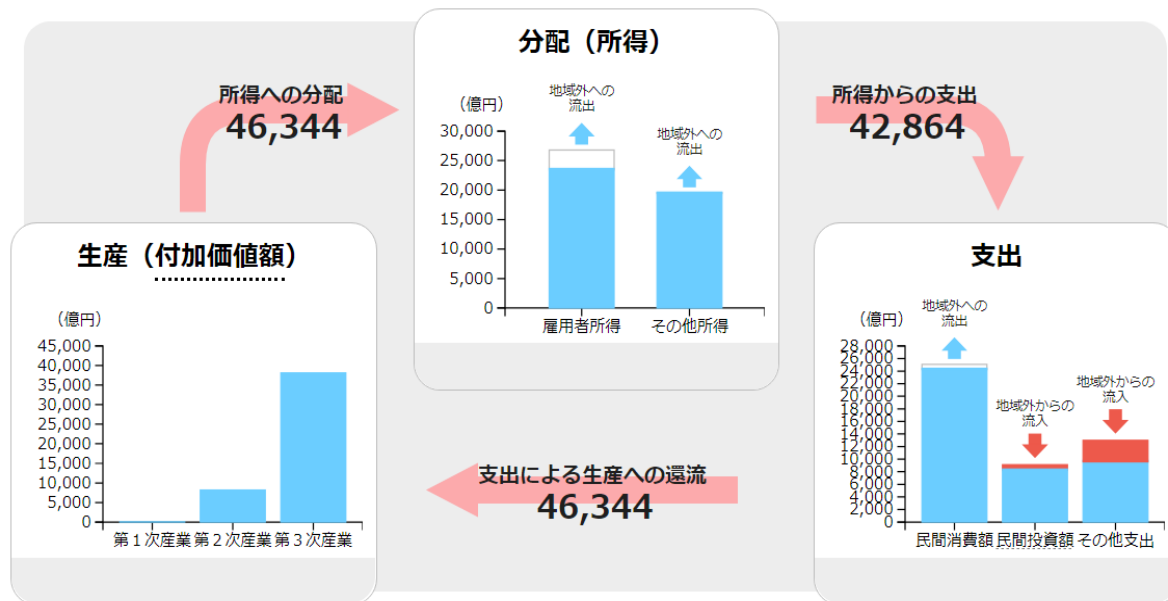 分配（所得）
（億円）
地域外への
流出
地域外への
流出
30,000
25,000
20,000
15,000
10,000
5,000
0
雇用者所得
その他所得
所得への分配
46,344
所得からの支出
42,864
生産（付加価値額）
（億円）
45,000
40,000
35,000
30,000
25,000
20,000
15,000
10,000
5,000
0
第１次産業
第２次産業
第３次産業
支出
（億円）
地域外への
流出
地域外からの
流入
地域外からの
流入
28,000
26,000
24,000
22,000
20,000
18,000
16,000
14,000
12,000
10,000
8,000
6,000
4,000
2,000
0
民間消費額
民間投資額
その他支出
支出による生産への還流
46,344